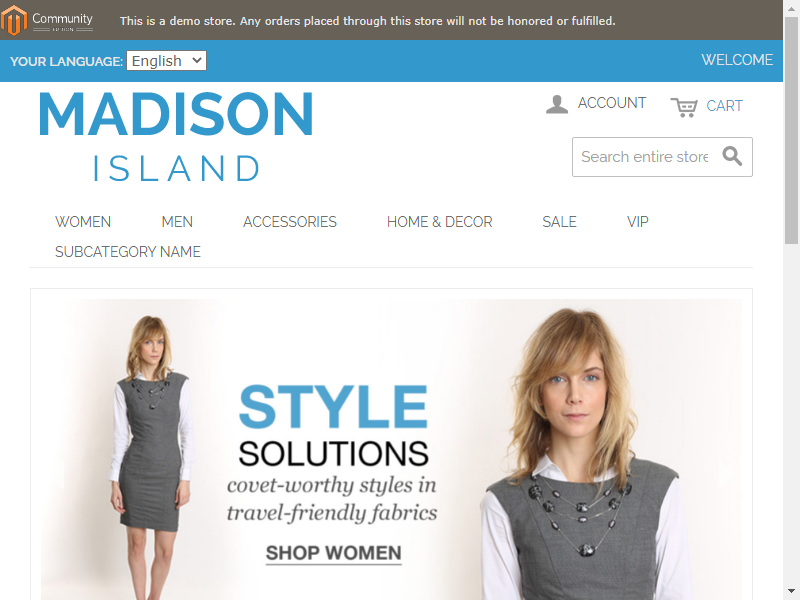 Community
This is a demo store. Any orders placed through this store will not be honored or fulfilled.
YOUR LANGUAGE: English
WELCOME
MADISON
ISLAND
ACCOUNT
CART
Search entire store
WOMEN MEN ACCESSORIES HOME & DECOR SALE VIP
SUBCATEGORY NAME
STYLE
SOLUTIONS
covet-worthy styles in
travel-friendly fabrics
SHOP WOMEN